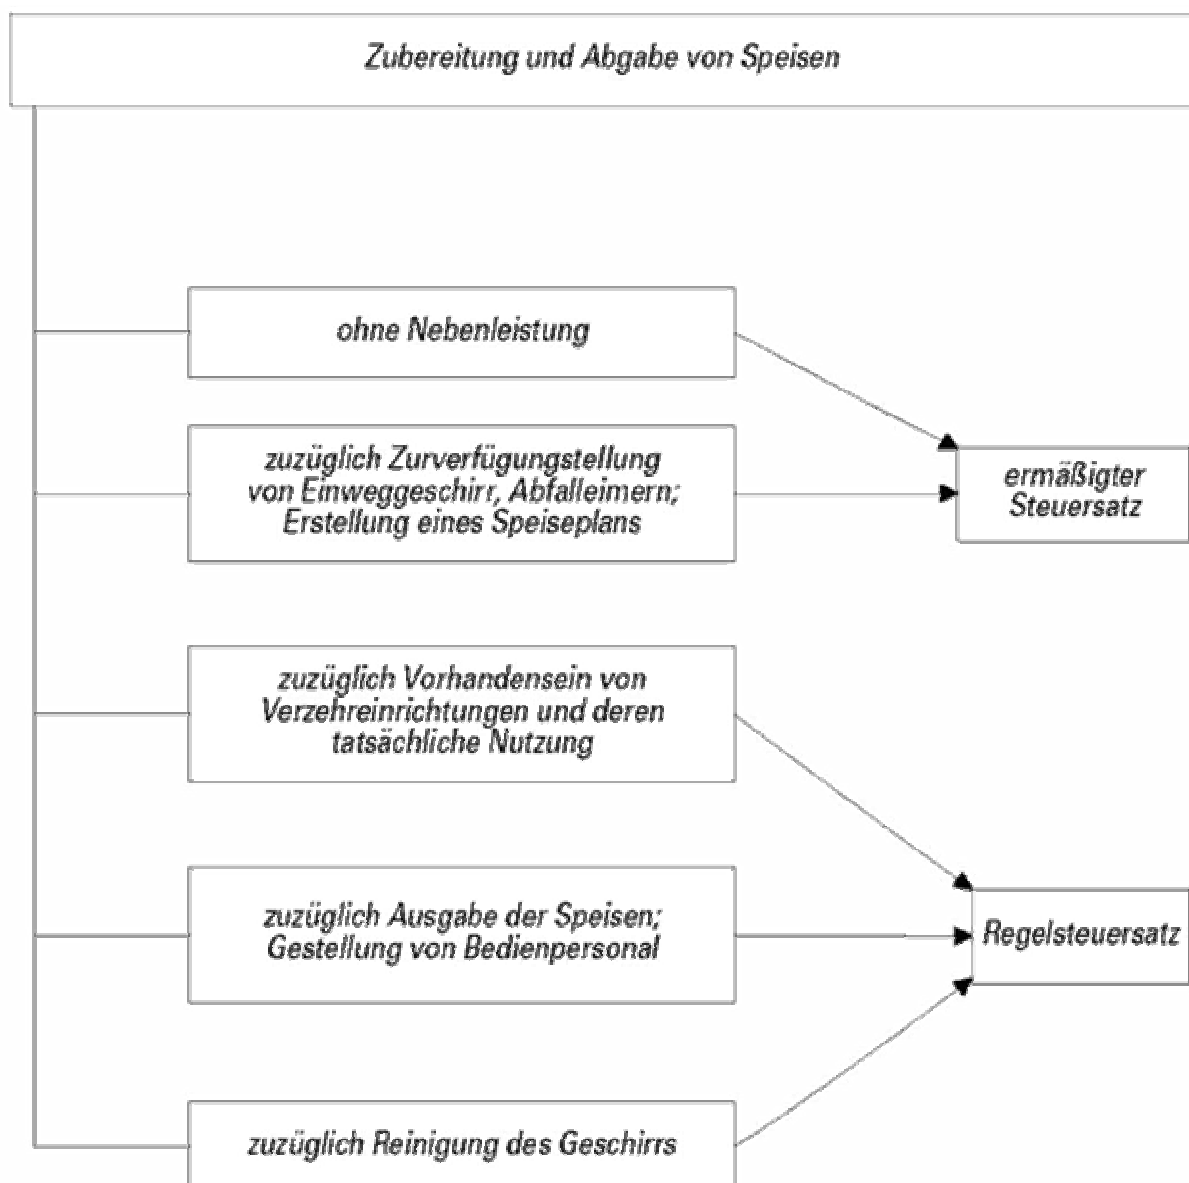 Zubereitung und Abgabe von Speisen
ohne Nebenleistung
zuzüglich Zurverfügungstellung
von Einweggeschirr, Abfalleimern;
Erstellung eines Speiseplans
ermäßigter
Steuersatz
zuzüglich Vorhandensein von
Verzehreinrichtungen und deren
tatsächliche Nutzung
zuzüglich Ausgabe der Speisen;
Gestellung von Bedienpersonal
Regelsteuersatz
zuzüglich Reinigung des Geschirrs